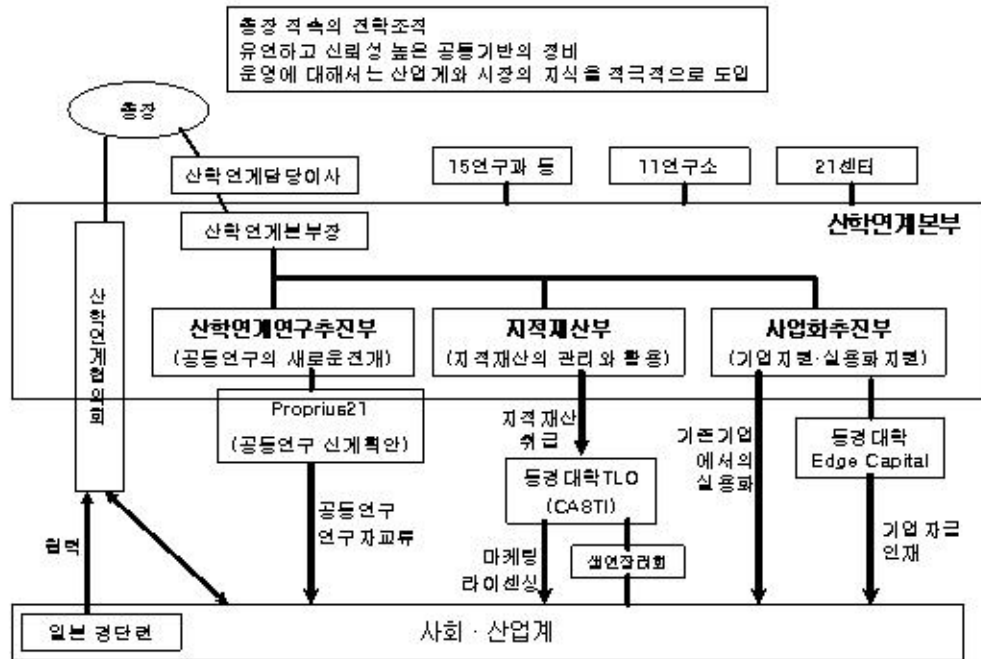 총장 직속의 전학조직
유연하고 신뢰성 높은 공통기반의 정비
운영에 대해서는 산업계와 시장의 지식을 적극적으로 도입
총장
산학연계담당이사
15연구과 등
11연구소
21센터
산학연계본부장
산학연계본부
산학연계협의회
산학연계연구추진부
(공동연구의 새로운전개)
지적재산부
(지적재산의 관리와 활용)
사업화추진부
(기업지원·실용화 지원)
Proprius21
(공동연구 신계획안)
지적재산
취급
기존기업
에서의
실용화
동경대학
Edge Capital
동경대학TLO
(CASTI)
공동연구
연구자교류
협력
마케팅
라이센싱
생연장려회
기업 자금
인재
일본 경단련
사회 · 산업계